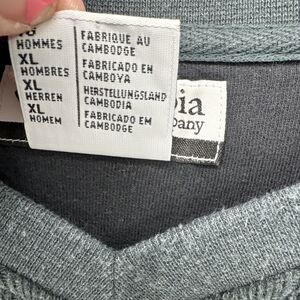 HOMMES
FABRIQUE AU
CAMBODGE
XL
HOMBRES
FABRICADO EN
CAMBOYA
XL
HERREN
HERSTELLUNGSLAND
CAMBODIA
XL
HOMEM
FABRICADO EM
CAMBODGE
bia
pany